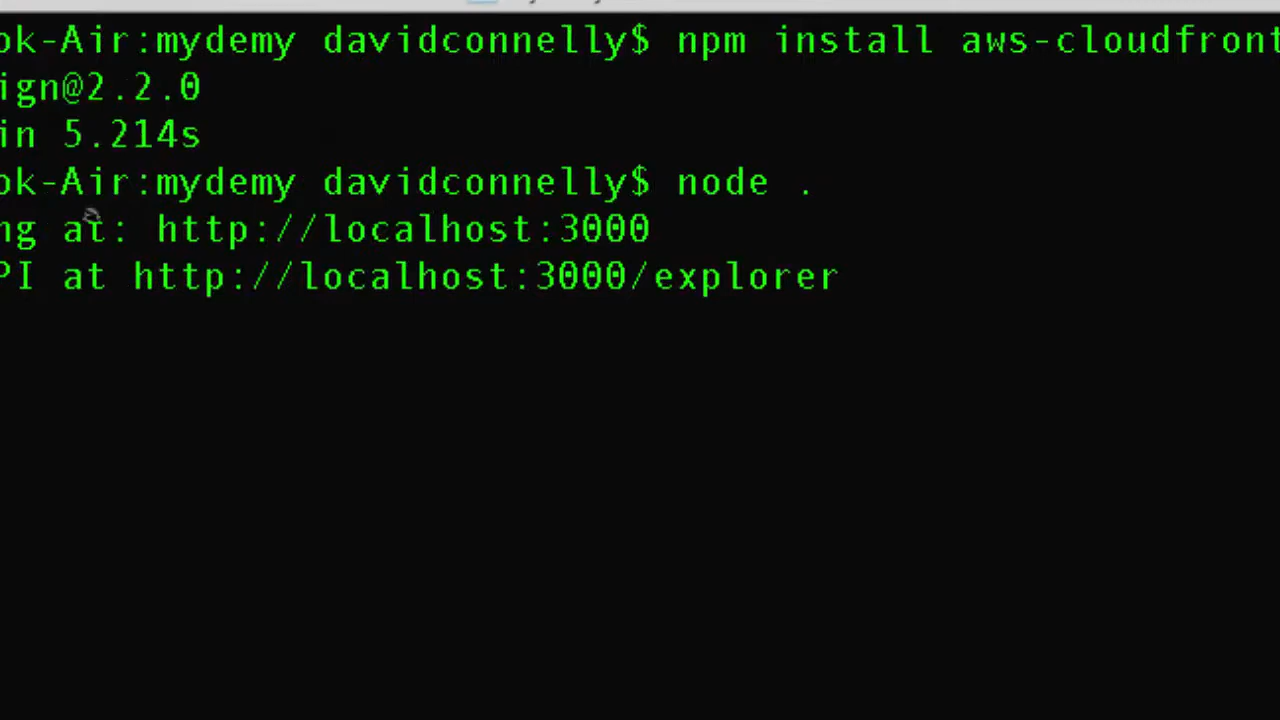 ok-Air:mydemy davidconnelly$ npm install aws-cloudfront
ign@2.2.0
in 5.214s
ok-Air:mydemy davidconnelly$ node .
ng at: http://localhost:3000
PI at http://localhost:3000/explorer